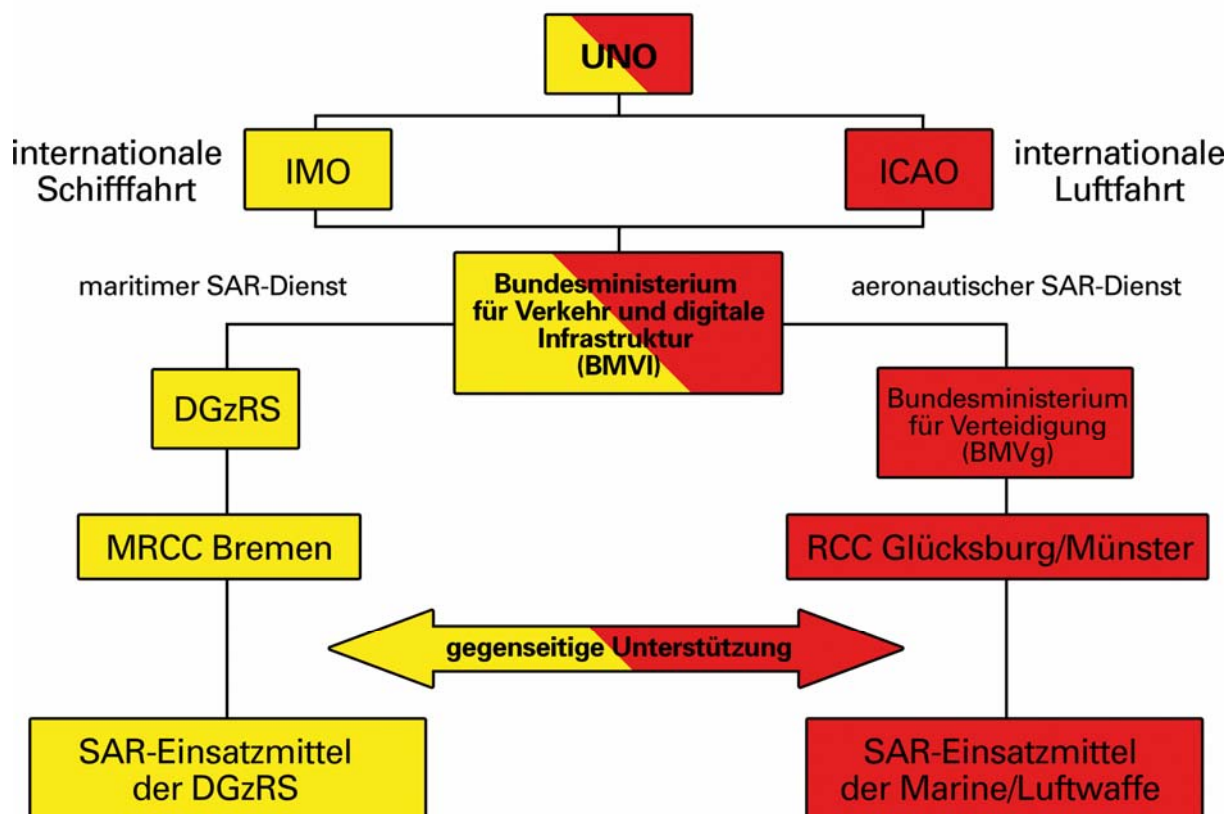 UNO
internationale
Schifffahrt
IMO
ICAO
internationale
Luftfahrt
maritimer SAR-Dienst
Bundesministerium
für Verkehr und digitale
Infrastruktur
(BMVI)
aeronautischer SAR-Dienst
DGzRS
Bundesministerium
für Verteidigung
(BMVg)
MRCC Bremen
RCC Glücksburg/Münster
gegenseitige Unterstützung
SAR-Einsatzmittel
der DGzRS
SAR-Einsatzmittel
der Marine/Luftwaffe